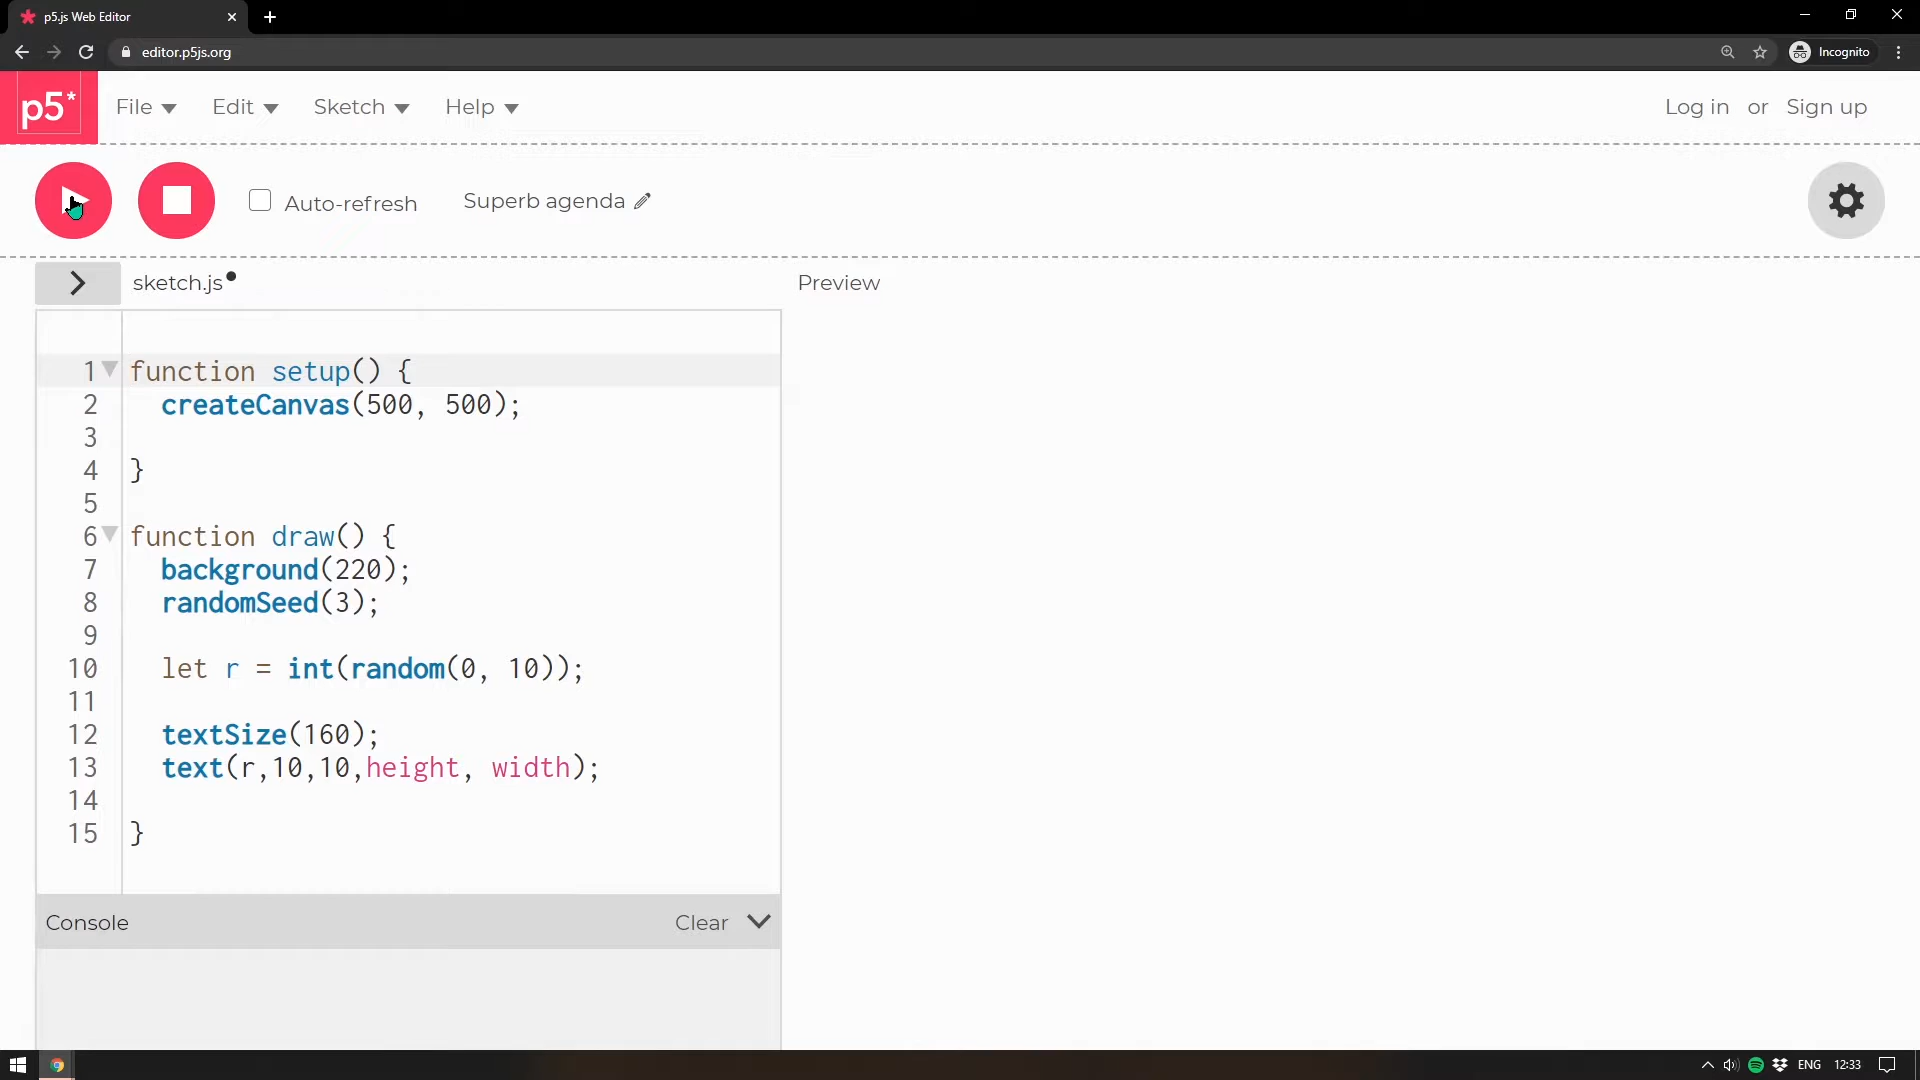 p5.js Web Editor
editor.p5js.org
Incognito
p5*
File
Edit
Sketch
Help
Log in or Sign up
Auto-refresh
Superb agenda
sketch.js
Preview
1 function setup() {
2 createCanvas(500, 500);
3
4 }
5
6 function draw() {
7 background(220);
8 randomSeed(3);
9
10 let r = int(random(0, 10));
11
12 textSize(160);
13 text(r,10,10,height, width);
14
15 }
Console
Clear
ENG
12:33